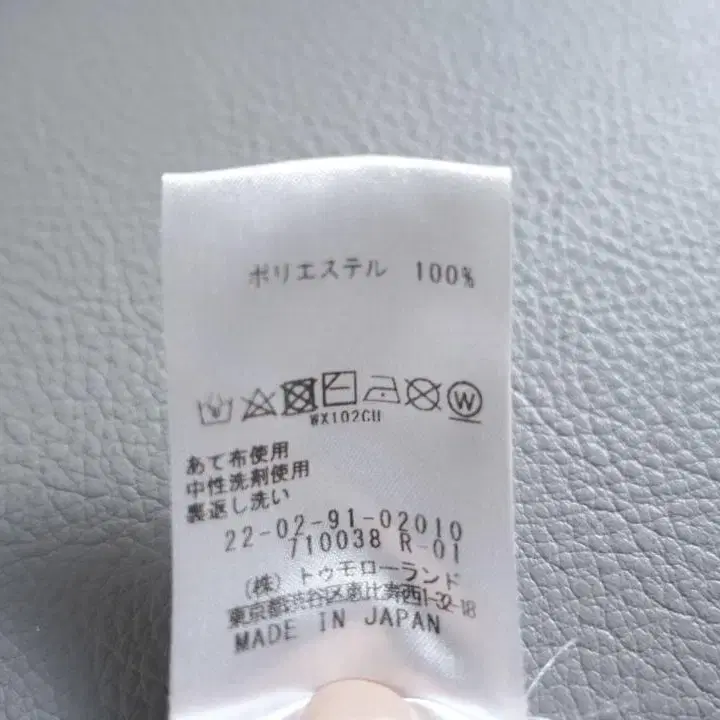 ポリエステル 100%
W
WX102CU
あて布使用
中性洗剤使用
裏返し洗い
22-02-91-02010
710038 R-01
(株) トゥモローランド
東京都渋谷区恵比寿西1-32-18
MADE IN JAPAN